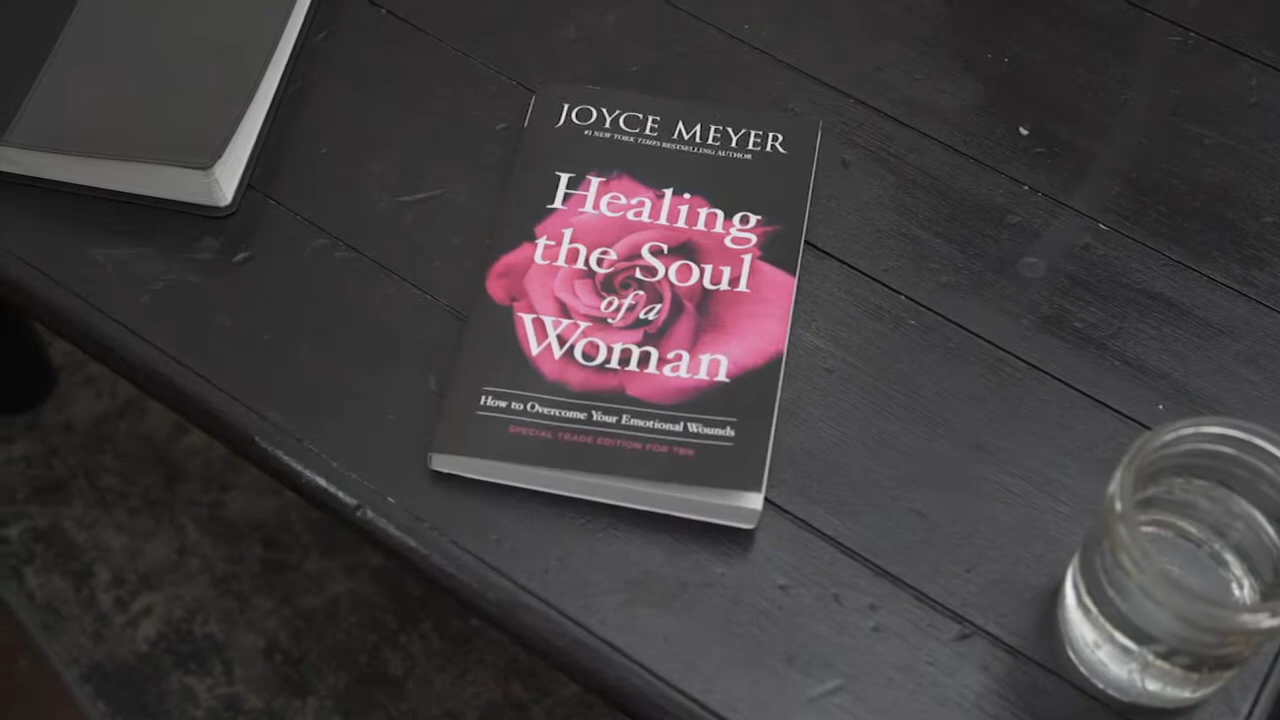 JOYCE MEYER
#1 NEW YORK TIMES BESTSELLING AUTHOR
Healing
the Soul
of a
Woman
How to Overcome Your Emotional Wounds
SPECIAL TRADE EDITION FOR TBN